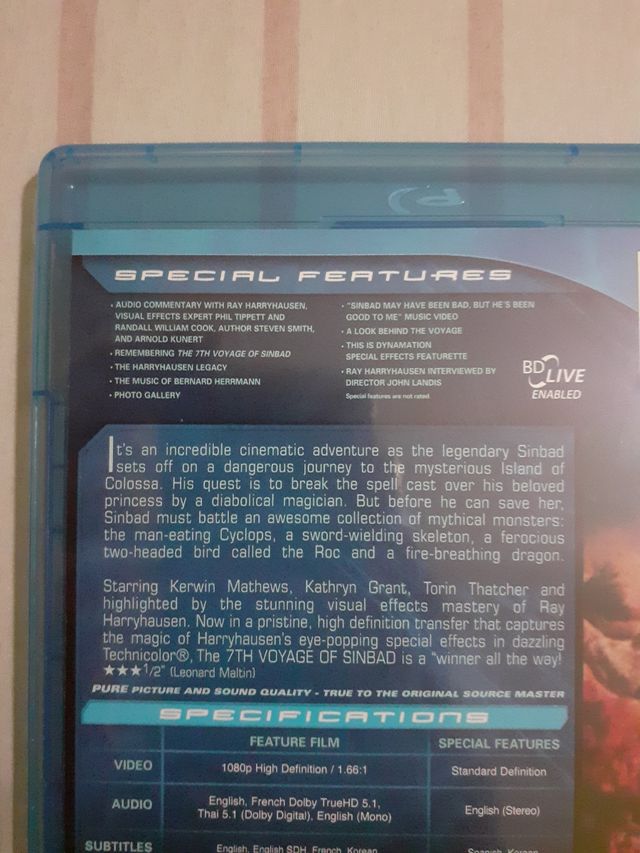 SPECIAL FEATURES
• AUDIO COMMENTARY WITH RAY HARRYHAUSEN,
VISUAL EFFECTS EXPERT PHIL TIPPETT AND
RANDALL WILLIAM COOK, AUTHOR STEVEN SMITH,
AND ARNOLD KUNERT
• REMEMBERING THE 7TH VOYAGE OF SINBAD
• THE HARRYHAUSEN LEGACY
• THE MUSIC OF BERNARD HERRMANN
• PHOTO GALLERY
• "SINBAD MAY HAVE BEEN BAD, BUT HE'S BEEN
GOOD TO ME" MUSIC VIDEO
• A LOOK BEHIND THE VOYAGE
• THIS IS DYNAMATION
SPECIAL EFFECTS FEATURETTE
• RAY HARRYHAUSEN INTERVIEWED BY
DIRECTOR JOHN LANDIS
Special features are not rated.
BD LIVE
ENABLED
It's an incredible cinematic adventure as the legendary Sinbad
sets off on a dangerous journey to the mysterious Island of
Colossa. His quest is to break the spell cast over his beloved
princess by a diabolical magician. But before he can save her,
Sinbad must battle an awesome collection of mythical monsters:
the man-eating Cyclops, a sword-wielding skeleton, a ferocious
two-headed bird called the Roc and a fire-breathing dragon.
Starring Kerwin Mathews, Kathryn Grant, Torin Thatcher and
highlighted by the stunning visual effects mastery of Ray
Harryhausen. Now in a pristine, high definition transfer that captures
the magic of Harryhausen's eye-popping special effects in dazzling
Technicolor®, The 7TH VOYAGE OF SINBAD is a "winner all the way!
★★★1/2" (Leonard Maltin)
PURE PICTURE AND SOUND QUALITY - TRUE TO THE ORIGINAL SOURCE MASTER
SPECIFICATIONS
FEATURE FILM SPECIAL FEATURES
VIDEO 1080p High Definition / 1.66:1 Standard Definition
AUDIO English, French Dolby TrueHD 5.1,
Thai 5.1 (Dolby Digital), English (Mono) English (Stereo)
SUBTITLES English, English SDH, French, Korean Spanish, Korean